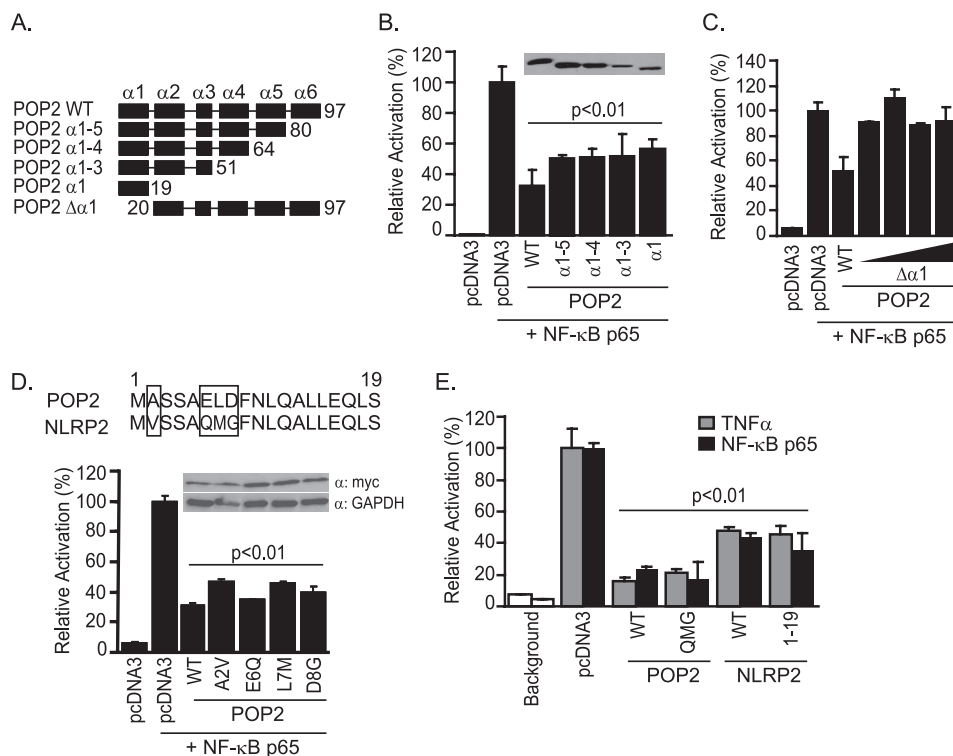 A.
α1 α2 α3 α4 α5 α6
POP2 WT 97
POP2 α1-5 80
POP2 α1-4 64
POP2 α1-3 51
POP2 α1 19
POP2 Δα1 20 97
B.
Relative Activation (%)
120
100
80
60
40
20
0
p<0.01
pcDNA3
pcDNA3
WT
α1-5
α1-4
α1-3
α1
POP2
+ NF-κB p65
C.
Relative Activation (%)
140
120
100
80
60
40
20
0
pcDNA3
pcDNA3
WT
Δα1
POP2
+ NF-κB p65
D.
1 19
POP2 MASSAELDFNLQALLEQLS
NLRP2 MVSSAQMGFNLQALLEQLS
Relative Activation (%)
120
100
80
60
40
20
0
α: myc
α: GAPDH
p<0.01
pcDNA3
pcDNA3
WT
A2V
E6Q
L7M
D8G
POP2
+ NF-κB p65
E.
Relative Activation (%)
120
100
80
60
40
20
0
TNFα
NF-κB p65
p<0.01
Background
pcDNA3
WT
QMG
WT
1-19
POP2
NLRP2